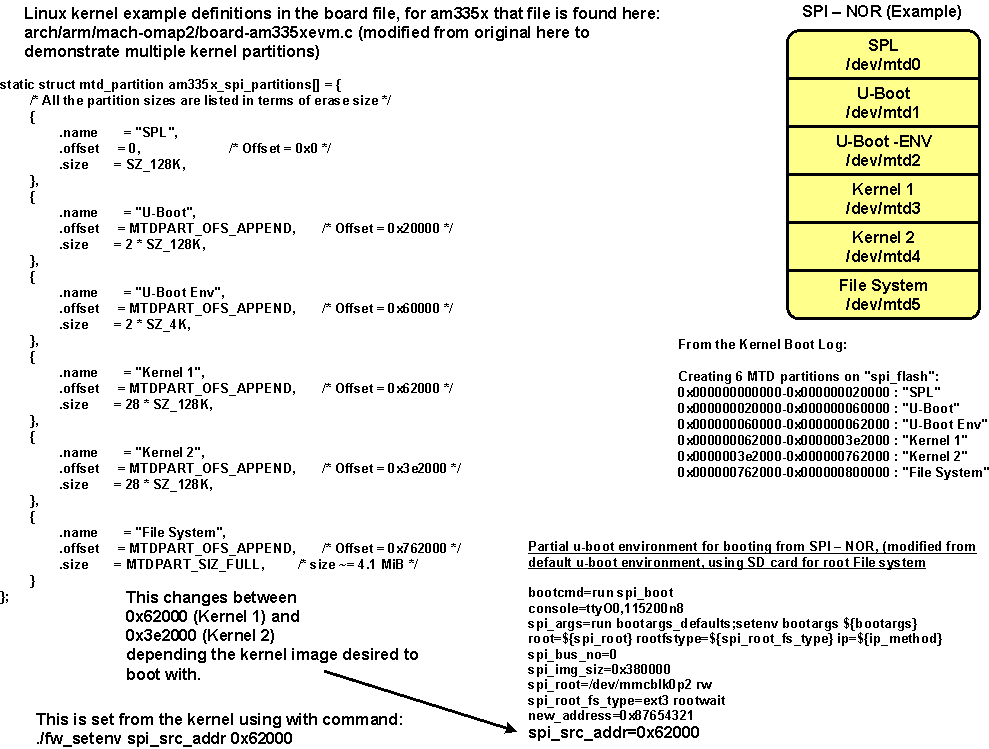 Linux kernel example definitions in the board file, for am335x that file is found here:
arch/arm/mach-omap2/board-am335xevm.c (modified from original here to
demonstrate multiple kernel partitions)
static struct mtd_partition am335x_spi_partitions[] = {
/* All the partition sizes are listed in terms of erase size */
{
.name = "SPL",
.offset = 0, /* Offset = 0x0 */
.size = SZ_128K,
},
{
.name = "U-Boot",
.offset = MTDPART_OFS_APPEND, /* Offset = 0x20000 */
.size = 2 * SZ_128K,
},
{
.name = "U-Boot Env",
.offset = MTDPART_OFS_APPEND, /* Offset = 0x60000 */
.size = 2 * SZ_4K,
},
{
.name = "Kernel 1",
.offset = MTDPART_OFS_APPEND, /* Offset = 0x62000 */
.size = 28 * SZ_128K,
},
{
.name = "Kernel 2",
.offset = MTDPART_OFS_APPEND, /* Offset = 0x3e2000 */
.size = 28 * SZ_128K,
},
{
.name = "File System",
.offset = MTDPART_OFS_APPEND, /* Offset = 0x762000 */
.size = MTDPART_SIZ_FULL, /* size ~= 4.1 MiB */
}
};
This changes between
0x62000 (Kernel 1) and
0x3e2000 (Kernel 2)
depending the kernel image desired to
boot with.
This is set from the kernel using with command:
./fw_setenv spi_src_addr 0x62000
SPI – NOR (Example)
SPL
/dev/mtd0
U-Boot
/dev/mtd1
U-Boot -ENV
/dev/mtd2
Kernel 1
/dev/mtd3
Kernel 2
/dev/mtd4
File System
/dev/mtd5
From the Kernel Boot Log:
Creating 6 MTD partitions on "spi_flash":
0x000000000000-0x000000020000 : "SPL"
0x000000020000-0x000000060000 : "U-Boot"
0x000000060000-0x000000062000 : "U-Boot Env"
0x000000062000-0x0000003e2000 : "Kernel 1"
0x0000003e2000-0x000000762000 : "Kernel 2"
0x000000762000-0x000000800000 : "File System"
Partial u-boot environment for booting from SPI – NOR, (modified from
default u-boot environment, using SD card for root File system
bootcmd=run spi_boot
console=ttyO0,115200n8
spi_args=run bootargs_defaults;setenv bootargs ${bootargs}
root=${spi_root} rootfstype=${spi_root_fs_type} ip=${ip_method}
spi_bus_no=0
spi_img_siz=0x380000
spi_root=/dev/mmcblk0p2 rw
spi_root_fs_type=ext3 rootwait
new_address=0x87654321
spi_src_addr=0x62000